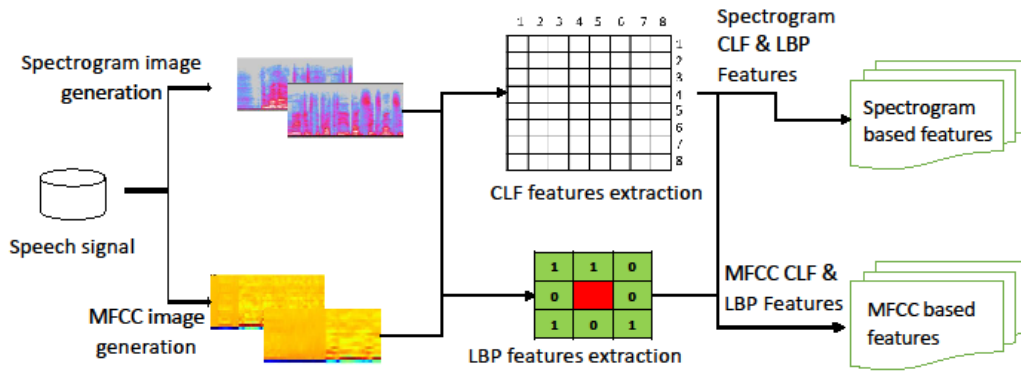 Spectrogram image
generation
Speech signal
MFCC image
generation
1 2 3 4 5 6 7 8
1
2
3
4
5
6
7
8
CLF features extraction
1 1 0
0 0
1 0 1
LBP features extraction
Spectrogram
CLF & LBP
Features
Spectrogram
based features
MFCC CLF &
LBP Features
MFCC based
features